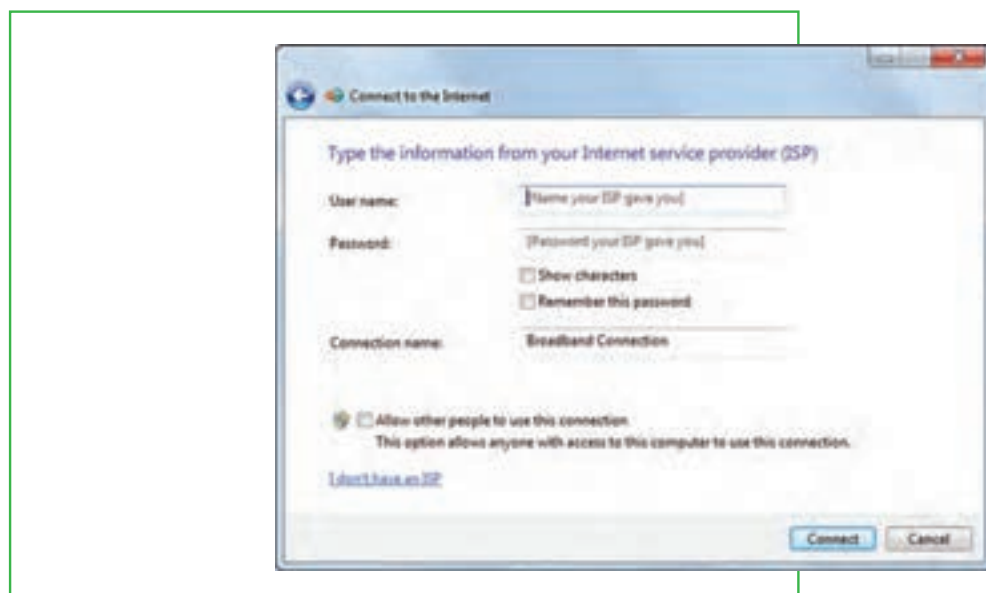 Connect to the Internet
Type the information from your Internet service provider (ISP)
User name: [Name your ISP gave you]
Password: [Password your ISP gave you]
Show characters
Remember this password
Connection name: Broadband Connection
Allow other people to use this connection
This option allows anyone with access to this computer to use this connection.
I don't have an ISP
Connect Cancel